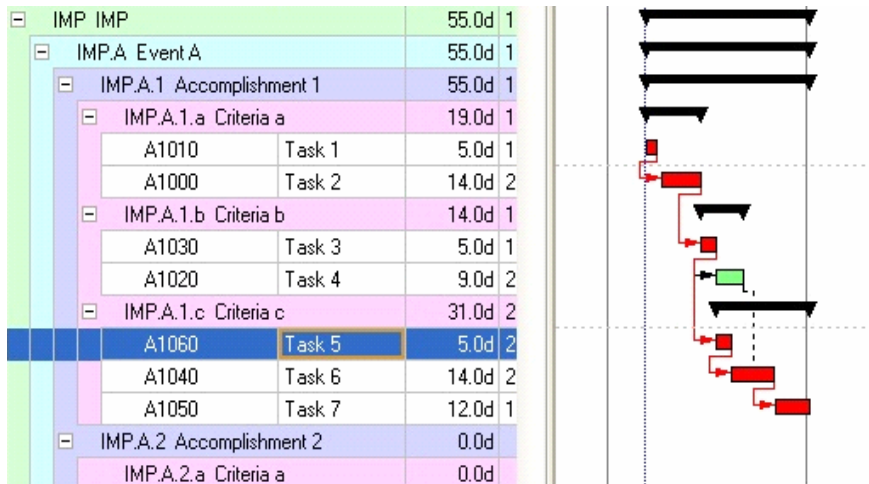 IMP IMP 55.0d 1
IMP.A Event A 55.0d 1
IMP.A.1 Accomplishment 1 55.0d 1
IMP.A.1.a Criteria a 19.0d 1
A1010 Task 1 5.0d 1
A1000 Task 2 14.0d 2
IMP.A.1.b Criteria b 14.0d 1
A1030 Task 3 5.0d 1
A1020 Task 4 9.0d 2
IMP.A.1.c Criteria c 31.0d 2
A1060 Task 5 5.0d 2
A1040 Task 6 14.0d 2
A1050 Task 7 12.0d 1
IMP.A.2 Accomplishment 2 0.0d
IMP.A.2.a Criteria a 0.0d